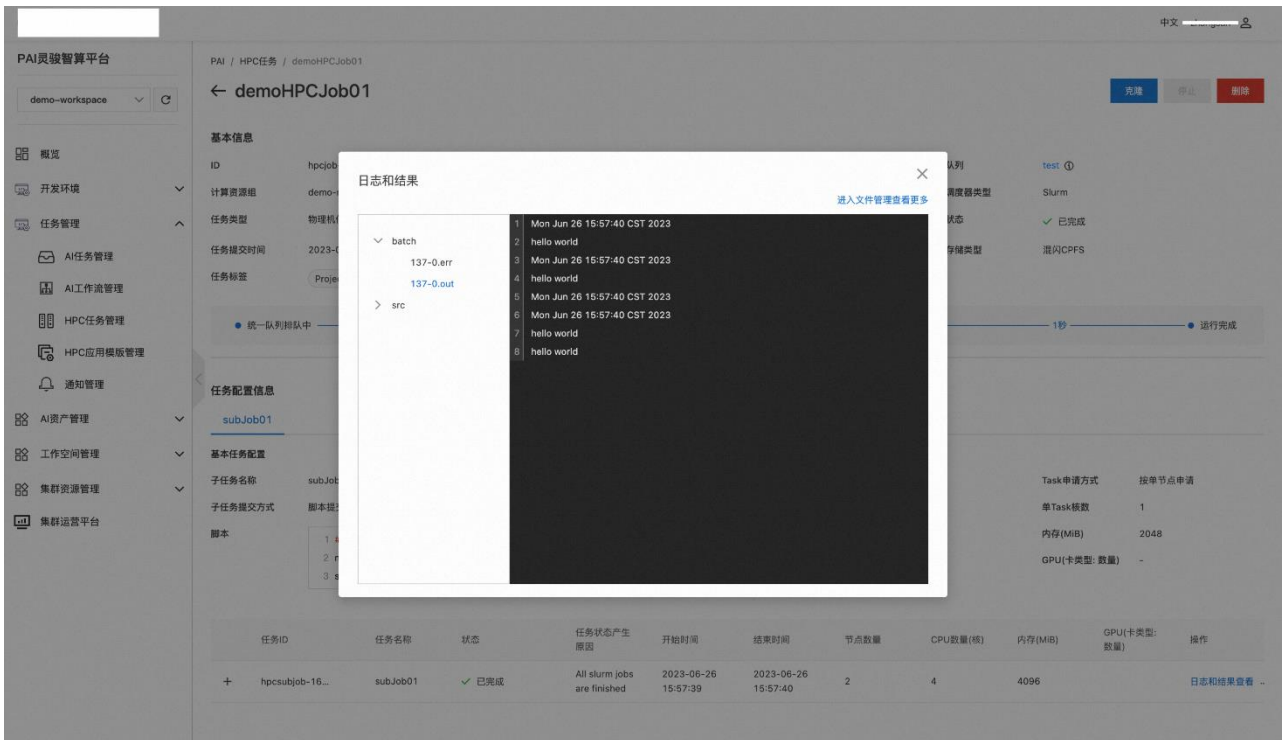 中文
PAI灵骏智算平台
demo-workspace
概览
开发环境
任务管理
AI任务管理
AI工作流管理
HPC任务管理
HPC应用模版管理
通知管理
AI资产管理
工作空间管理
集群资源管理
集群运营平台
PAI / HPC任务 / demoHPCJob01
← demoHPCJob01
克隆 停止 删除
基本信息
ID hpcjob
队列 test
计算资源组 demo-
调度器类型 Slurm
任务类型 物理机
状态 已完成
任务提交时间 2023-
存储类型 混闪CPFS
任务标签 Proje
统一队列排队中 1秒 运行完成
日志和结果
进入文件管理查看更多
batch
137-0.err
137-0.out
src
1 Mon Jun 26 15:57:40 CST 2023
2 hello world
3 Mon Jun 26 15:57:40 CST 2023
4 hello world
5 Mon Jun 26 15:57:40 CST 2023
6 Mon Jun 26 15:57:40 CST 2023
7 hello world
8 hello world
任务配置信息
subJob01
基本任务配置
子任务名称 subJob
Task申请方式 按单节点申请
子任务提交方式 脚本提
单Task核数 1
脚本
1 #
2
3 s
内存(MiB) 2048
GPU(卡类型: 数量) -
任务ID 任务名称 状态 任务状态产生原因 开始时间 结束时间 节点数量 CPU数量(核) 内存(MiB) GPU(卡类型: 数量) 操作
+ hpcsubjob-16... subJob01 已完成 All slurm jobs are finished 2023-06-26 15:57:39 2023-06-26 15:57:40 2 4 4096 日志和结果查看 ..